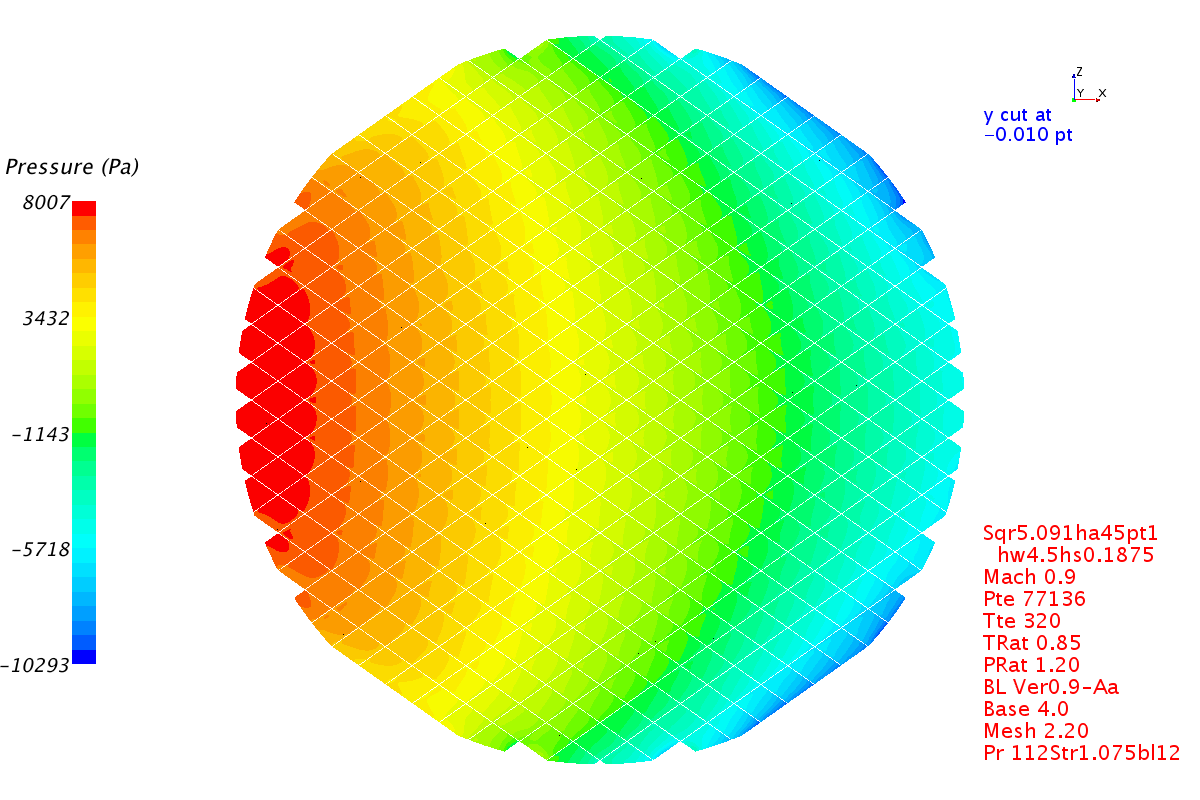 Z
Y X
y cut at
−0.010 pt
Pressure (Pa)
8007
3432
−1143
−5718
−10293
Sqr5.091ha45pt1
hw4.5hs0.1875
Mach 0.9
Pte 77136
Tte 320
TRat 0.85
PRat 1.20
BL Ver0.9−Aa
Base 4.0
Mesh 2.20
Pr 112Str1.075bl12